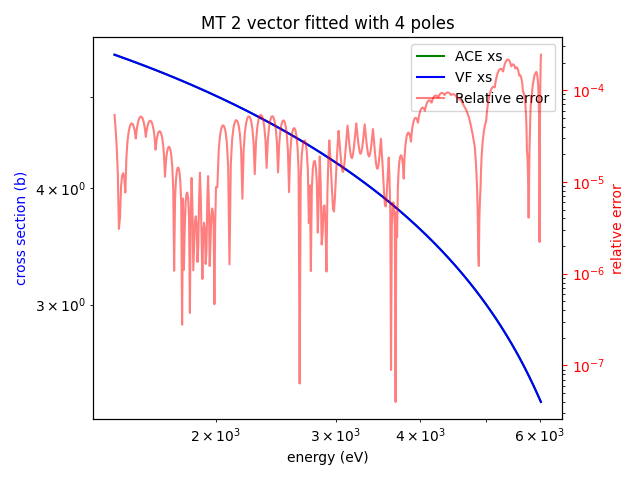 MT 2 vector fitted with 4 poles
ACE xs
VF xs
Relative error
cross section (b)
4 × 10⁰
3 × 10⁰
10⁻⁴
10⁻⁵
10⁻⁶
10⁻⁷
relative error
2 × 10³
3 × 10³
4 × 10³
6 × 10³
energy (eV)